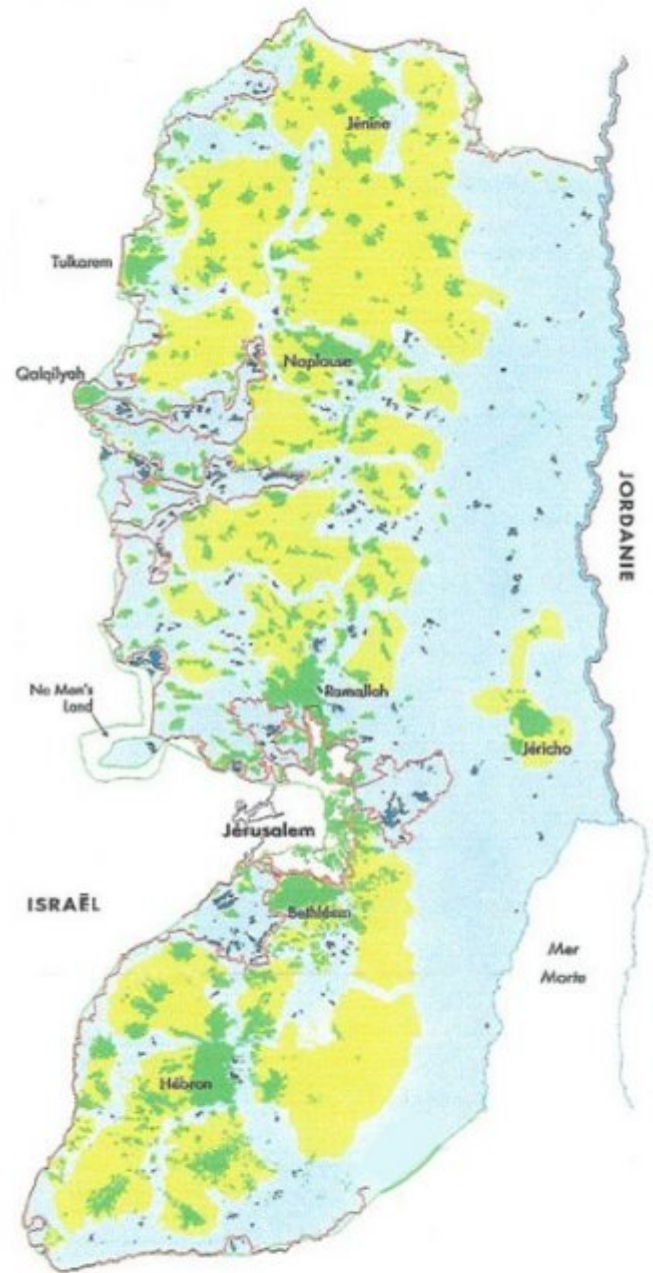 Jénine
Tulkarem
Naplouse
Qalqilyah
JORDANIE
No Man's
Land
Ramallah
Jéricho
Jérusalem
ISRAËL
Bethléem
Mer
Morte
Hébron